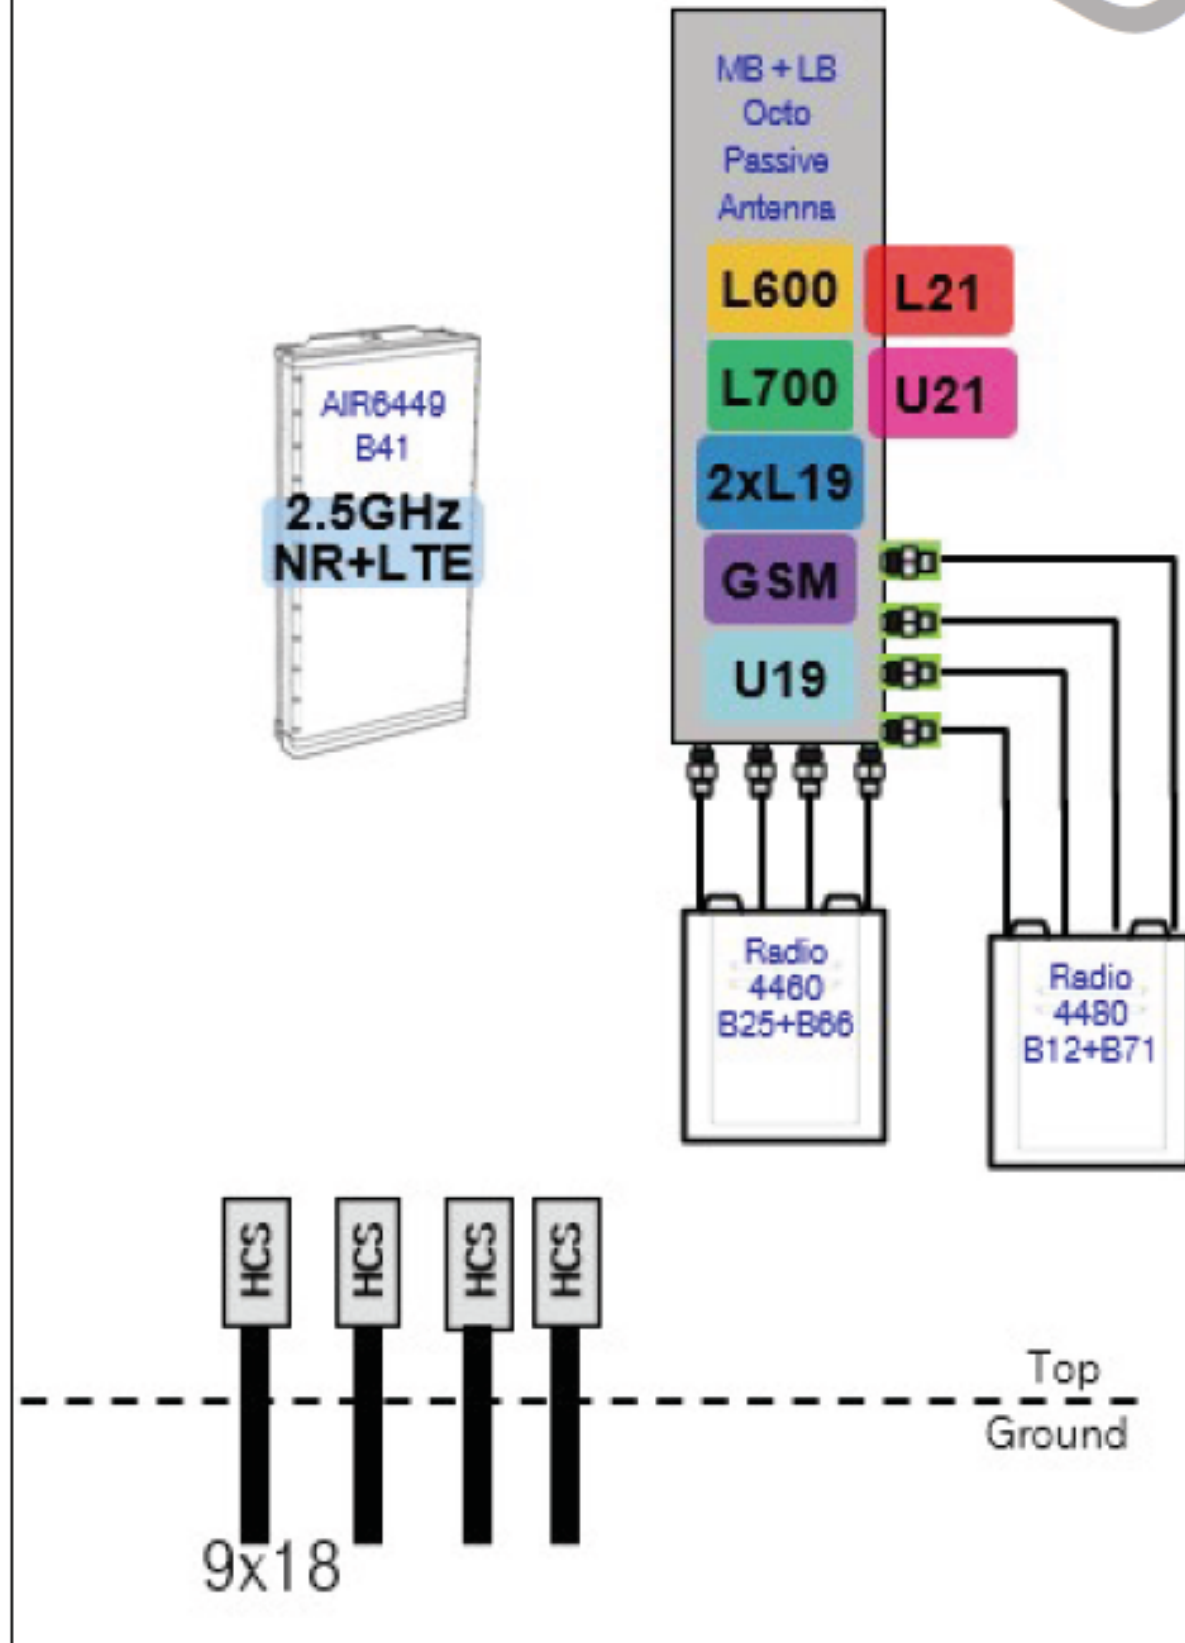 MB + LB
Octo
Passive
Antenna
L600
L21
L700
U21
2xL19
GSM
U19
AIR6449
B41
2.5GHz
NR+LTE
Radio
4460
B25+B66
Radio
4480
B12+B71
HCS
HCS
HCS
HCS
Top
Ground
9x18